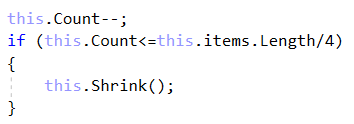 this.Count--;
if (this.Count<=this.items.Length/4)
{
    this.Shrink();
}